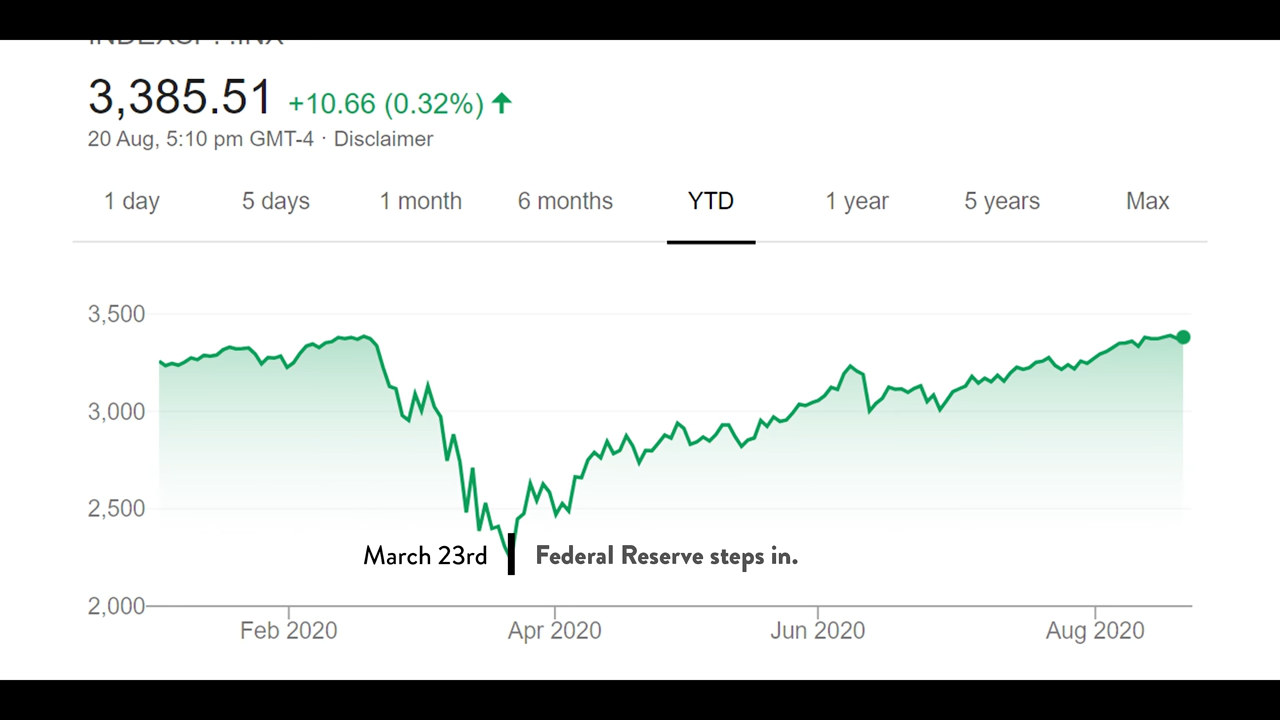 3,385.51 +10.66 (0.32%)
20 Aug, 5:10 pm GMT-4 · Disclaimer
1 day 5 days 1 month 6 months YTD 1 year 5 years Max
3,500
3,000
2,500
March 23rd Federal Reserve steps in.
2,000
Feb 2020 Apr 2020 Jun 2020 Aug 2020